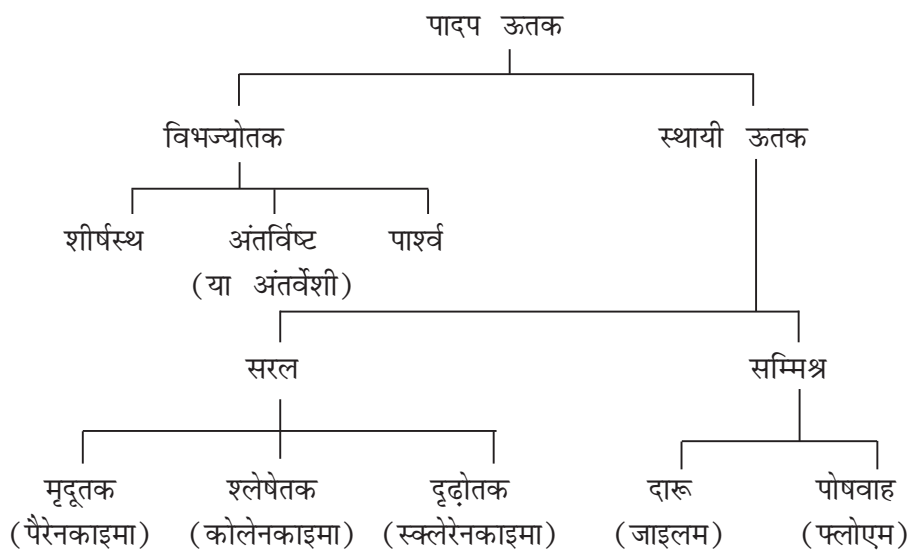 पादप ऊतक
विभज्योतक स्थायी ऊतक
शीर्षस्थ अंतर्विष्ट पार्श्व
(या अंतर्वेशी)
सरल सम्मिश्र
मृदूतक श्लेषेतक दृढ़ोतक दारू पोषवाह
(पैरेनकाइमा) (कोलेनकाइमा) (स्क्लेरेनकाइमा) (जाइलम) (फ्लोएम)